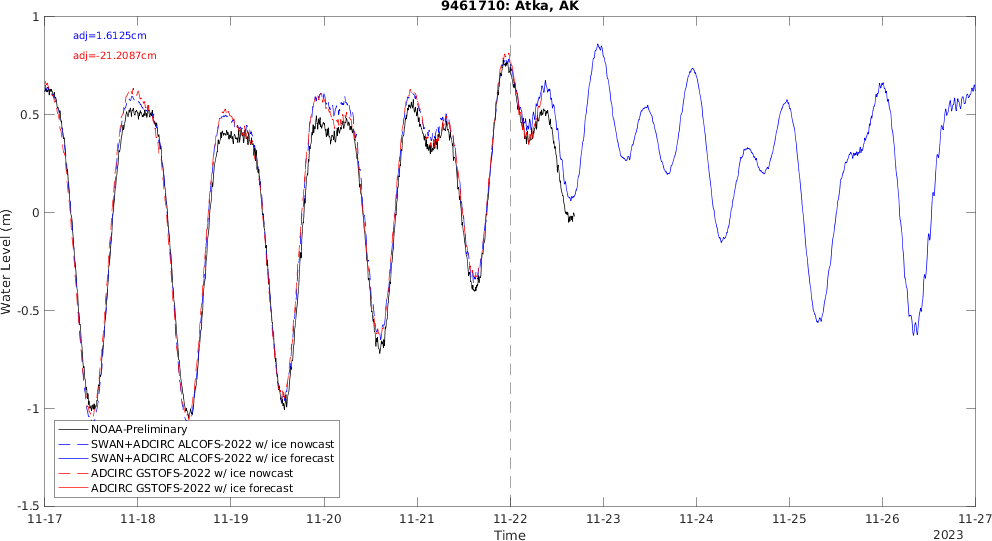 9461710: Atka, AK
adj=1.6125cm
adj=-21.2087cm
Water Level (m)
1
0.5
0
-0.5
-1
-1.5
NOAA-Preliminary
SWAN+ADCIRC ALCOFS-2022 w/ ice nowcast
SWAN+ADCIRC ALCOFS-2022 w/ ice forecast
ADCIRC GSTOFS-2022 w/ ice nowcast
ADCIRC GSTOFS-2022 w/ ice forecast
11-17 11-18 11-19 11-20 11-21 11-22 11-23 11-24 11-25 11-26 11-27
Time
2023